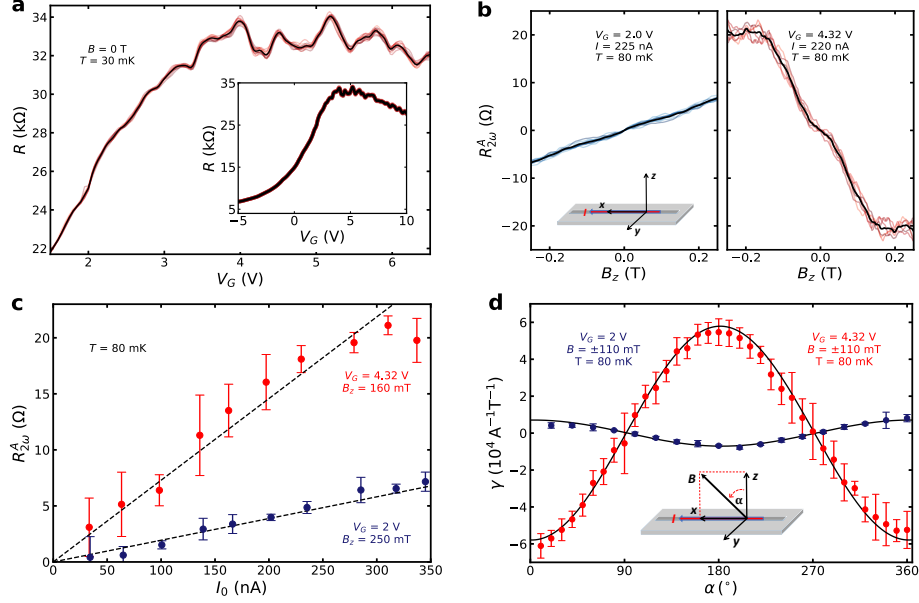 a
34
32
30
28
26
24
22
R (kΩ)
B = 0 T
T = 30 mK
2
3
4
5
6
V_G (V)
35
25
15
5
R (kΩ)
−5
0
5
10
V_G (V)
b
20
10
0
−10
−20
R^A_2ω (Ω)
V_G = 2.0 V
I = 225 nA
T = 80 mK
z
x
I
y
−0.2
0.0
0.2
B_z (T)
V_G = 4.32 V
I = 220 nA
T = 80 mK
−0.2
0.0
0.2
B_z (T)
c
20
15
10
5
0
R^A_2ω (Ω)
T = 80 mK
V_G = 4.32 V
B_z = 160 mT
V_G = 2 V
B_z = 250 mT
0
50
100
150
200
250
300
350
I_0 (nA)
d
6
4
2
0
−2
−4
−6
γ (10^4 A^−1T^−1)
V_G = 2 V
B = ±110 mT
T = 80 mK
V_G = 4.32 V
B = ±110 mT
T = 80 mK
B
z
α
x
I
y
0
90
180
270
360
α (°)